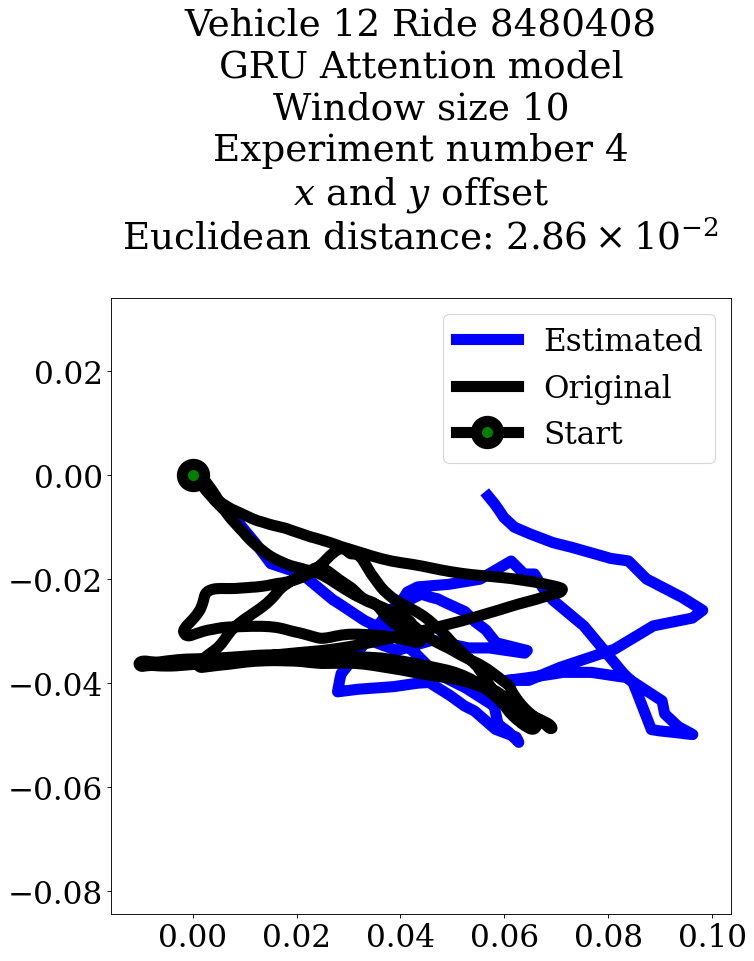 Vehicle 12 Ride 8480408
GRU Attention model
Window size 10
Experiment number 4
x and y offset
Euclidean distance: 2.86 × 10⁻²
Estimated
Original
Start
0.02
0.00
−0.02
−0.04
−0.06
−0.08
0.00 0.02 0.04 0.06 0.08 0.10